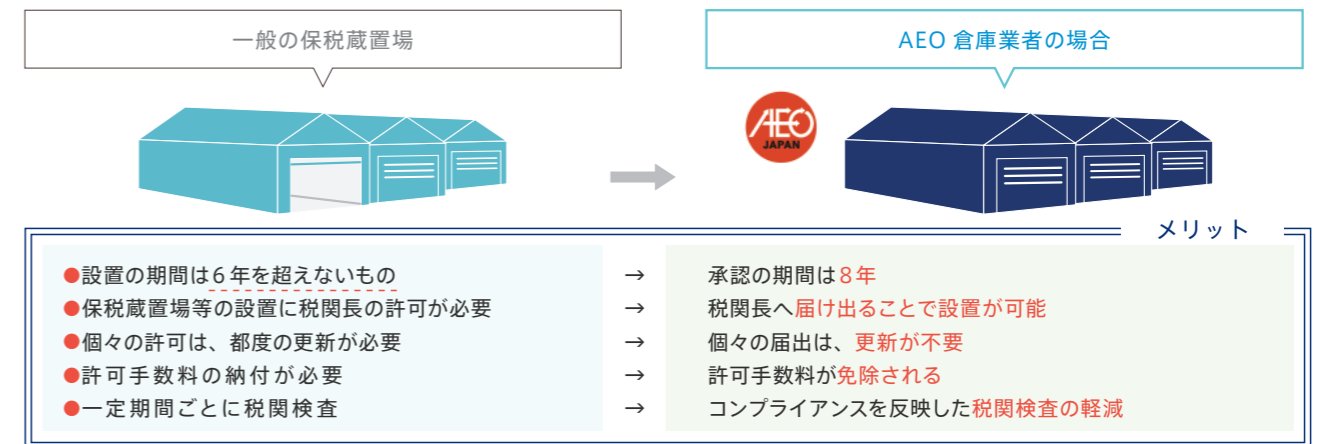 一般の保税蔵置場
AEO 倉庫業者の場合
AEO
JAPAN
メリット
●設置の期間は6年を超えないもの → 承認の期間は8年
●保税蔵置場等の設置に税関長の許可が必要 → 税関長へ届け出ることで設置が可能
●個々の許可は、都度の更新が必要 → 個々の届出は、更新が不要
●許可手数料の納付が必要 → 許可手数料が免除される
●一定期間ごとに税関検査 → コンプライアンスを反映した税関検査の軽減